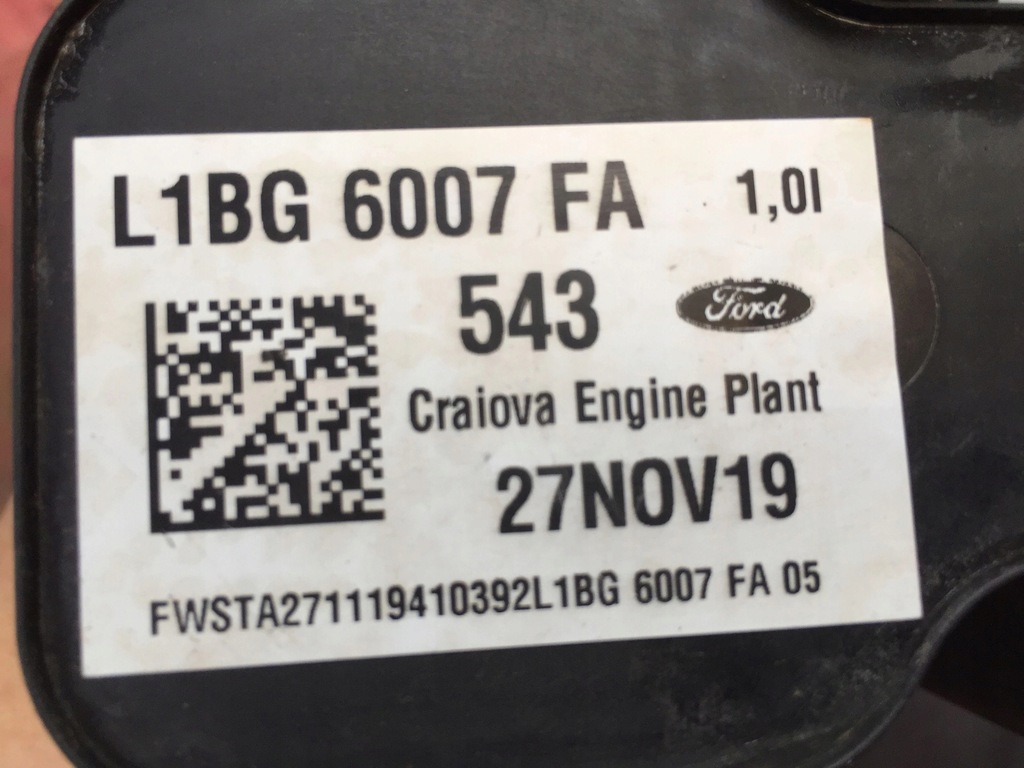 L1BG 6007 FA 1,0l
543 Ford
Craiova Engine Plant
27NOV19
FWSTA271119410392L1BG 6007 FA 05